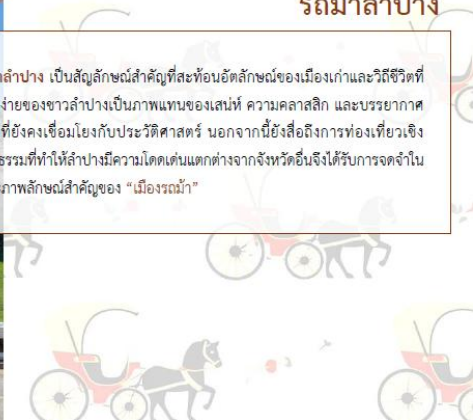 รถม้าลำปาง
ลำปาง เป็นสัญลักษณ์สำคัญที่สะท้อนอัตลักษณ์ของเมืองเก่าและวิถีชีวิตที่
ง่ายของชาวลำปางเป็นภาพแทนของเสน่ห์ ความคลาสสิก และบรรยากาศ
ที่ยังคงเชื่อมโยงกับประวัติศาสตร์ นอกจากนี้ยังสื่อถึงการท่องเที่ยวเชิง
ธรรมที่ทำให้ลำปางมีความโดดเด่นแตกต่างจากจังหวัดอื่นจึงได้รับการจดจำใน
ภาพลักษณ์สำคัญของ “เมืองรถม้า”